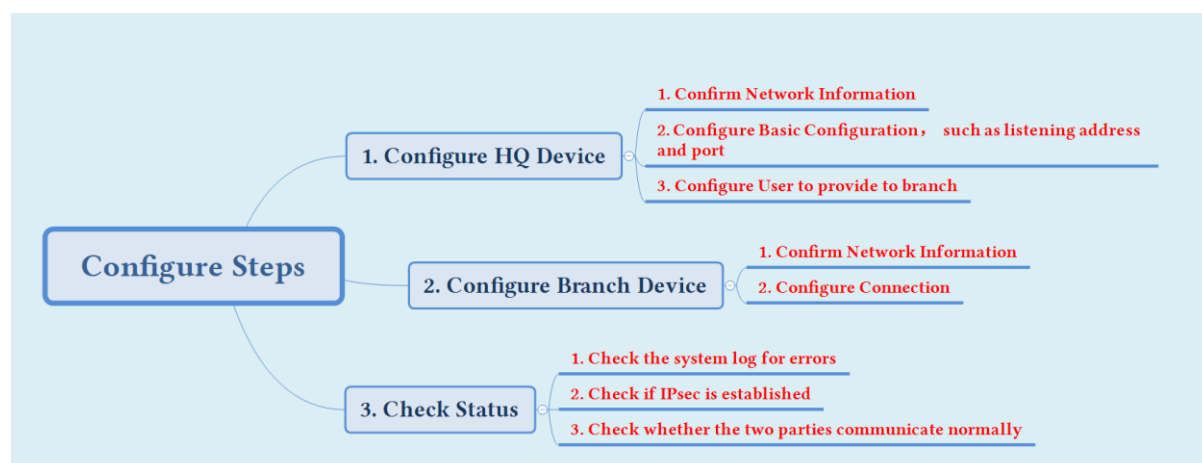 Configure Steps
1. Configure HQ Device
1. Confirm Network Information
2. Configure Basic Configuration， such as listening address
and port
3. Configure User to provide to branch
2. Configure Branch Device
1. Confirm Network Information
2. Configure Connection
3. Check Status
1. Check the system log for errors
2. Check if IPsec is established
3. Check whether the two parties communicate normally